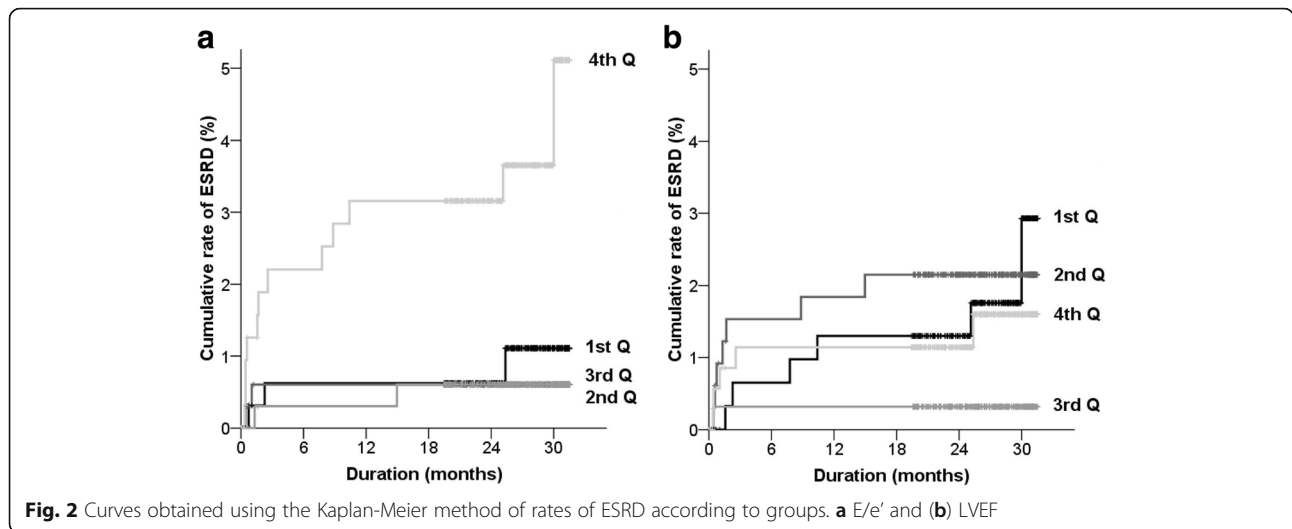 a
b
5
4
3
2
1
0
Cumulative rate of ESRD (%)
4th Q
1st Q
3rd Q
2nd Q
0 6 12 18 24 30
Duration (months)
5
4
3
2
1
0
Cumulative rate of ESRD (%)
1st Q
2nd Q
4th Q
3rd Q
0 6 12 18 24 30
Duration (months)
Fig. 2 Curves obtained using the Kaplan-Meier method of rates of ESRD according to groups. a E/e′ and (b) LVEF